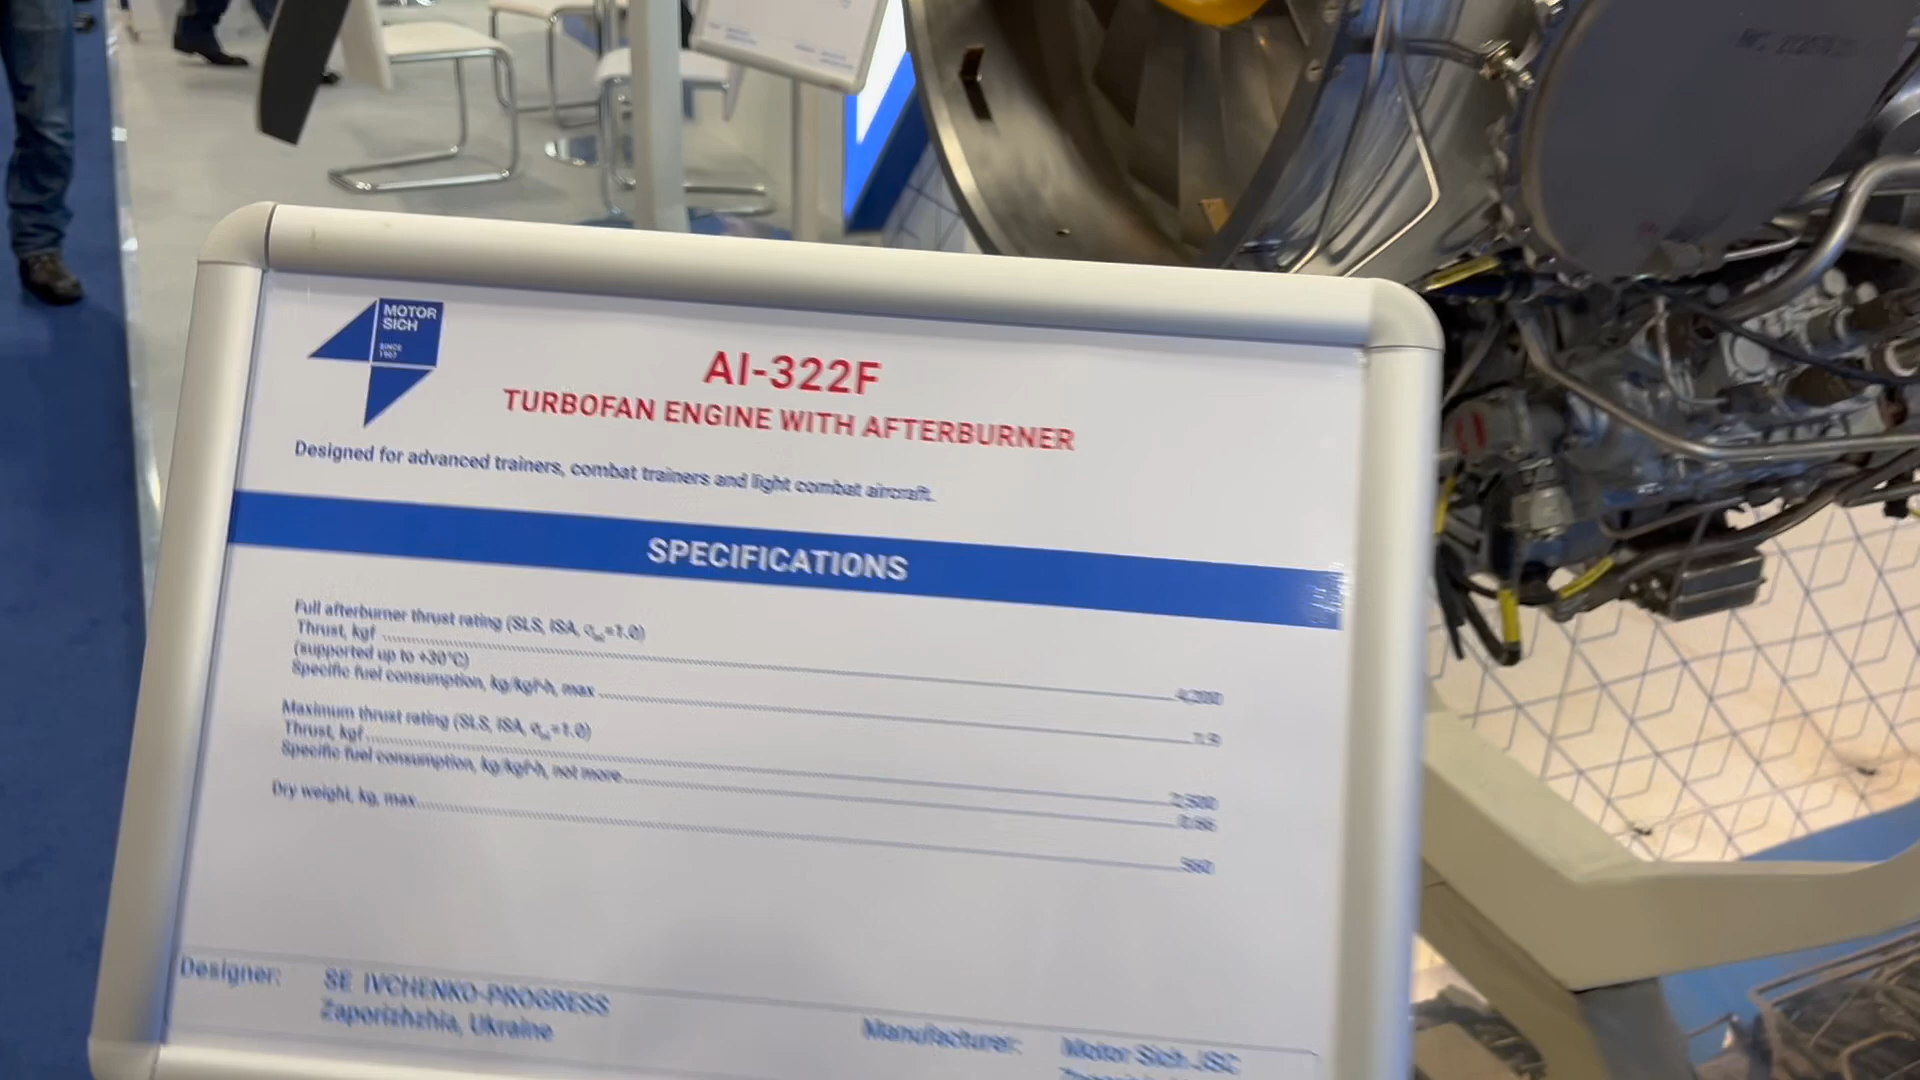 MOTOR
SICH
SINCE
1907
AI-322F
TURBOFAN ENGINE WITH AFTERBURNER
Designed for advanced trainers, combat trainers and light combat aircraft.
SPECIFICATIONS
Full afterburner thrust rating (SLS, ISA,
Thrust, kgf
(supported up to +30°C)
Specific fuel consumption, kg/kgf·h, max
Maximum thrust rating (SLS, ISA,
Thrust, kgf
2,500
Specific fuel consumption, kg/kgf·h, not more
Dry weight, kg, max
560
Designer: SE IVCHENKO-PROGRESS
Zaporizhzhia, Ukraine
Manufacturer: Motor Sich JSC